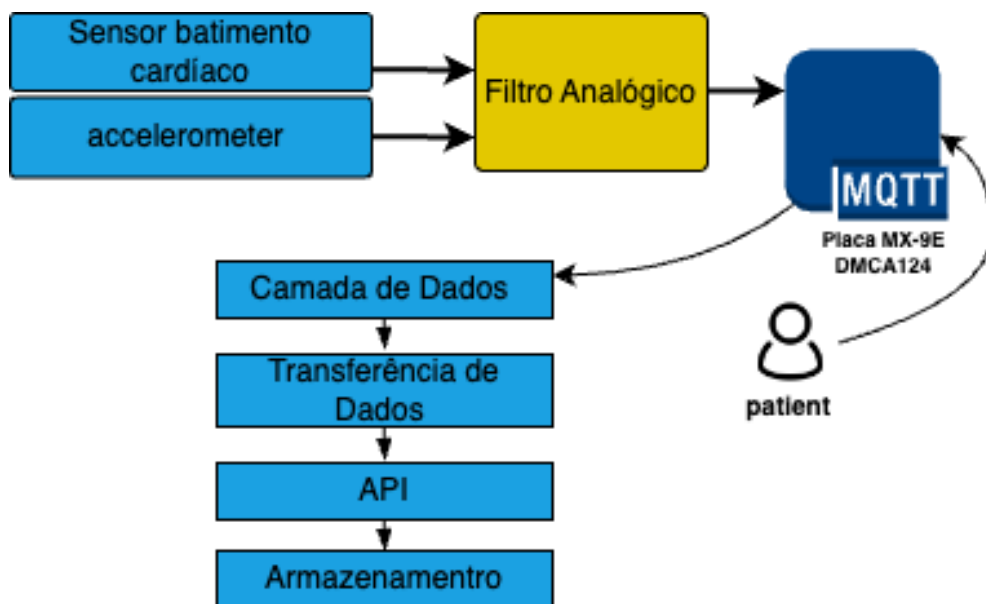 Sensor batimento
cardíaco
accelerometer
Filtro Analógico
MQTT
Placa MX-9E
DMCA124
patient
Camada de Dados
Transferência de
Dados
API
Armazenamentro